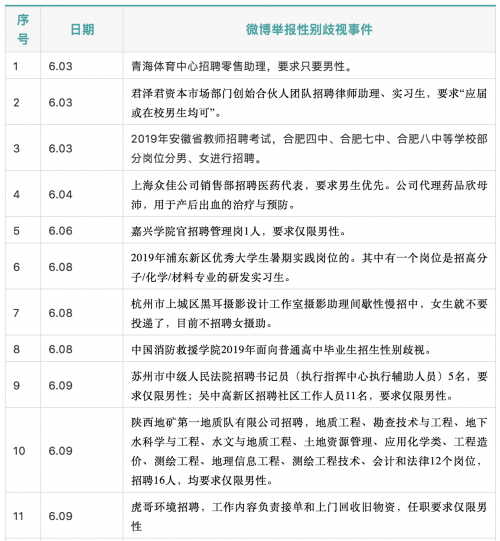 序号 日期 微博举报性别歧视事件
1 6.03 青海体育中心招聘零售助理，要求只要男性。
2 6.03 君泽君资本市场部门创始合伙人团队招聘律师助理、实习生，要求“应届
或在校男生均可”。
3 6.03 2019年安徽省教师招聘考试，合肥四中、合肥七中、合肥八中等学校部
分岗位分男、女进行招聘。
4 6.04 上海众佳公司销售部招聘医药代表，要求男生优先。公司代理药品欣母
沛，用于产后出血的治疗与预防。
5 6.06 嘉兴学院官招聘管理岗1人，要求仅限男性。
6 6.08 2019年浦东新区优秀大学生暑期实践岗位的。其中有一个岗位是招高分
子/化学/材料专业的研发实习生。
7 6.08 杭州市上城区黑耳摄影设计工作室摄影助理间歇性慢招中，女生就不要
投递了，目前不招聘女摄助。
8 6.08 中国消防救援学院2019年面向普通高中毕业生招生性别歧视。
9 6.09 苏州市中级人民法院招聘书记员（执行指挥中心执行辅助人员）5名，要
求仅限男性；吴中高新区招聘社区工作人员11名，要求仅限男性。
10 6.09 陕西地矿第一地质队有限公司招聘，地质工程、勘查技术与工程、地下
水科学与工程、水文与地质工程、土地资源管理、应用化学类、工程造
价、测绘工程、地理信息工程、测绘工程技术、会计和法律12个岗位，
招聘16人，均要求仅限男性。
11 6.09 虎哥环境招聘，工作内容负责接单和上门回收旧物资，任职要求仅限男
性